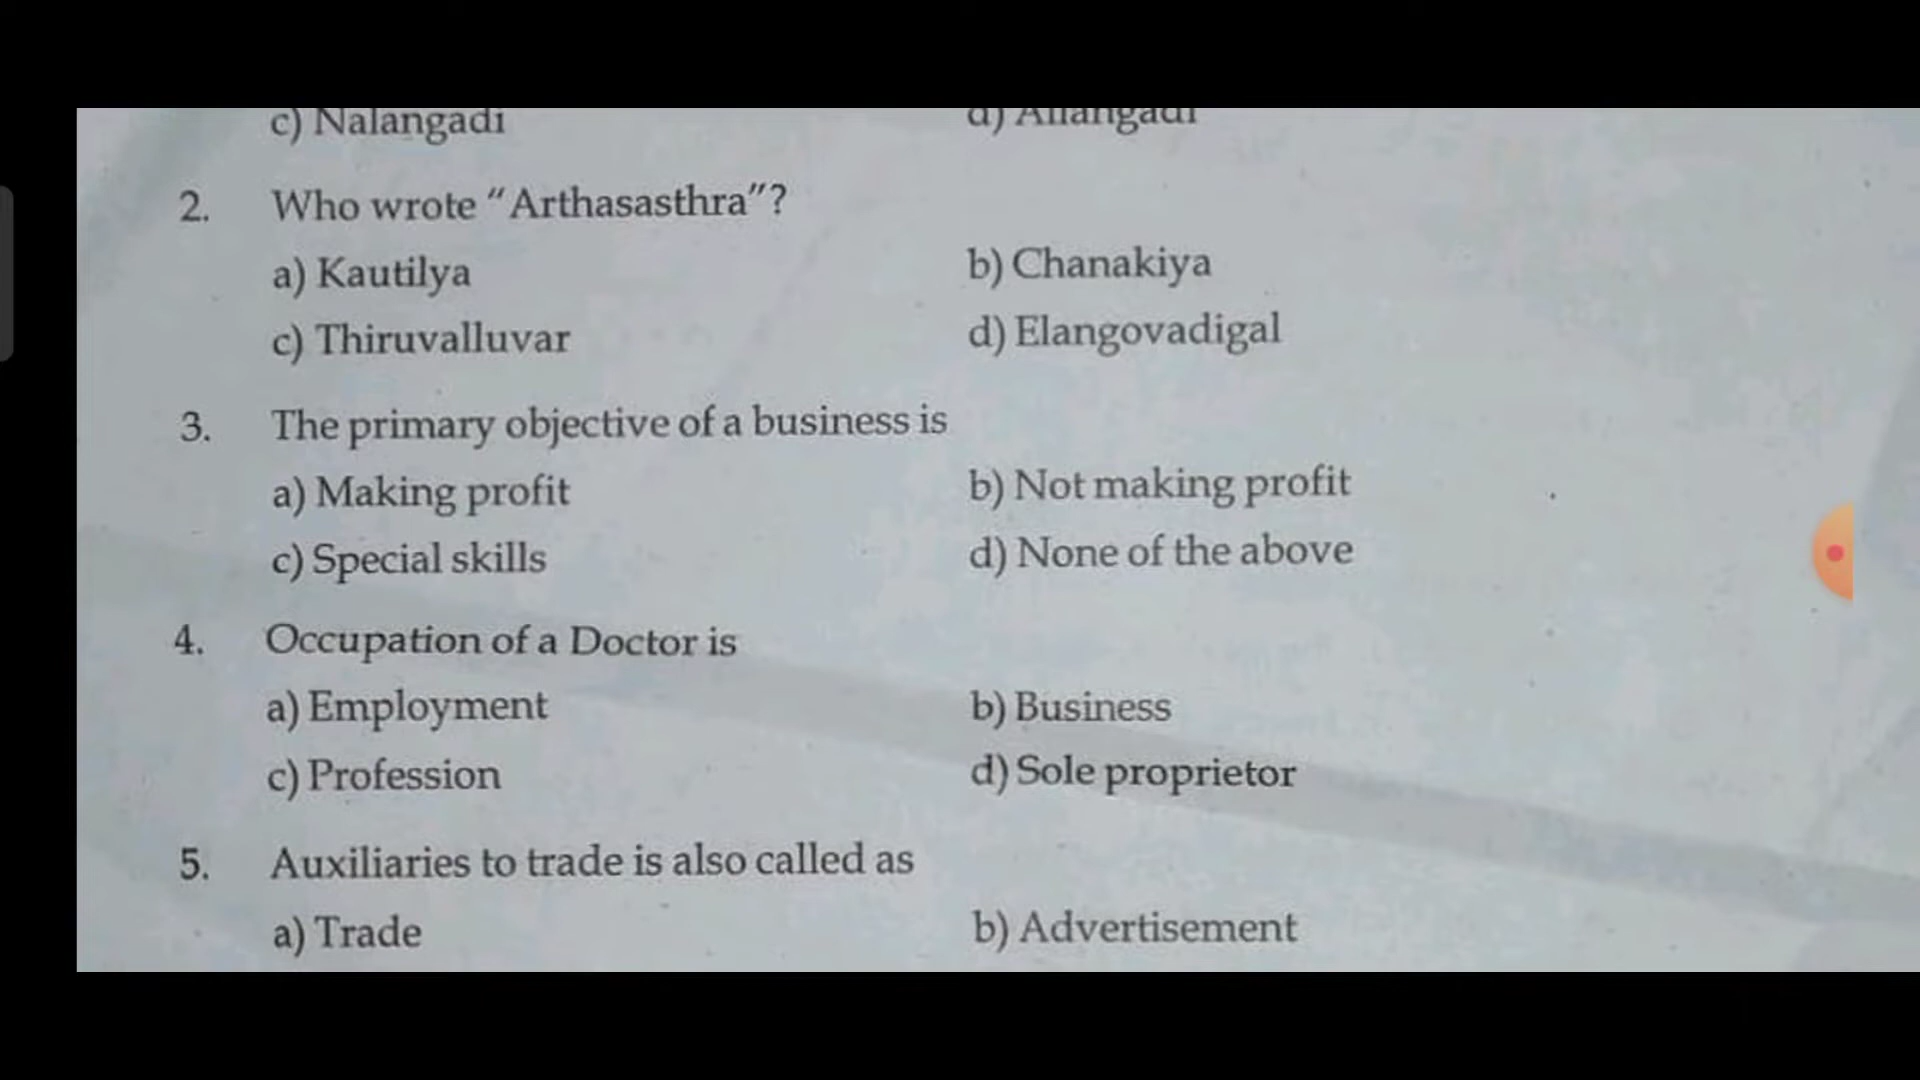 c) Nalangadi
d) Allangadi
2. Who wrote "Arthasasthra"?
a) Kautilya
b) Chanakiya
c) Thiruvalluvar
d) Elangovadigal
3. The primary objective of a business is
a) Making profit
b) Not making profit
c) Special skills
d) None of the above
4. Occupation of a Doctor is
a) Employment
b) Business
c) Profession
d) Sole proprietor
5. Auxiliaries to trade is also called as
a) Trade
b) Advertisement